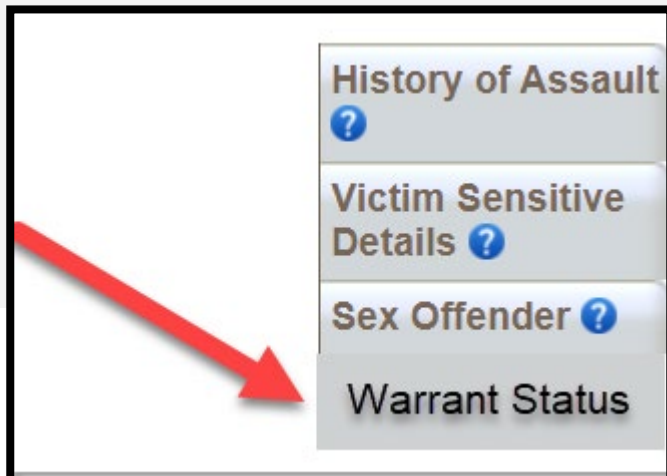 History of Assault
?
Victim Sensitive
Details ?
Sex Offender ?
Warrant Status